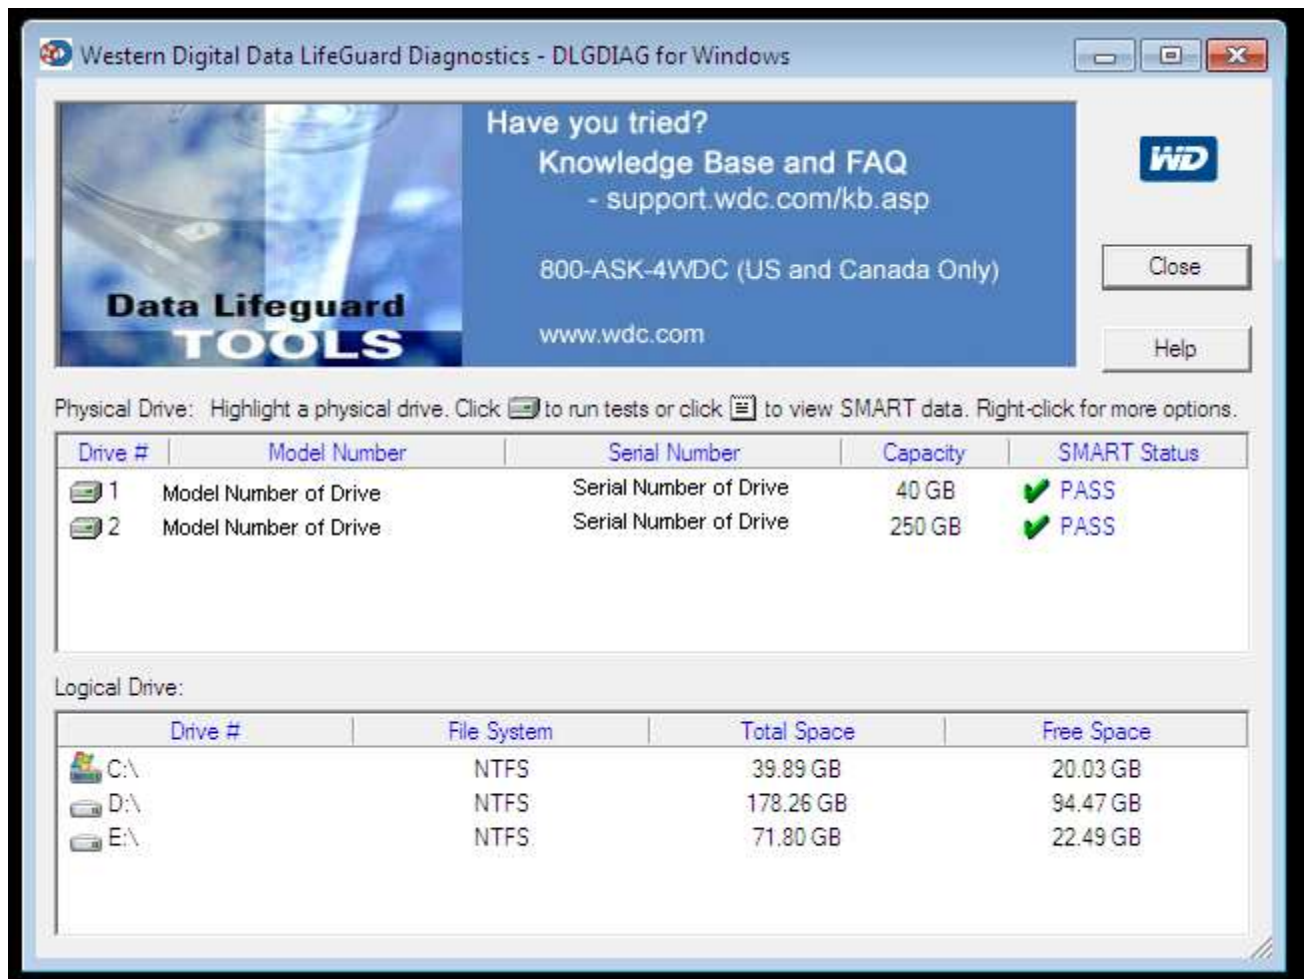 Western Digital Data LifeGuard Diagnostics - DLGDIAG for Windows
Have you tried?
Knowledge Base and FAQ
- support.wdc.com/kb.asp
800-ASK-4WDC (US and Canada Only)
www.wdc.com
Data Lifeguard
TOOLS
WD
Close
Help
Physical Drive: Highlight a physical drive. Click to run tests or click to view SMART data. Right-click for more options.
Drive # Model Number Serial Number Capacity SMART Status
1 Model Number of Drive Serial Number of Drive 40 GB PASS
2 Model Number of Drive Serial Number of Drive 250 GB PASS
Logical Drive:
Drive # File System Total Space Free Space
C:\ NTFS 39.89 GB 20.03 GB
D:\ NTFS 178.26 GB 94.47 GB
E:\ NTFS 71.80 GB 22.49 GB